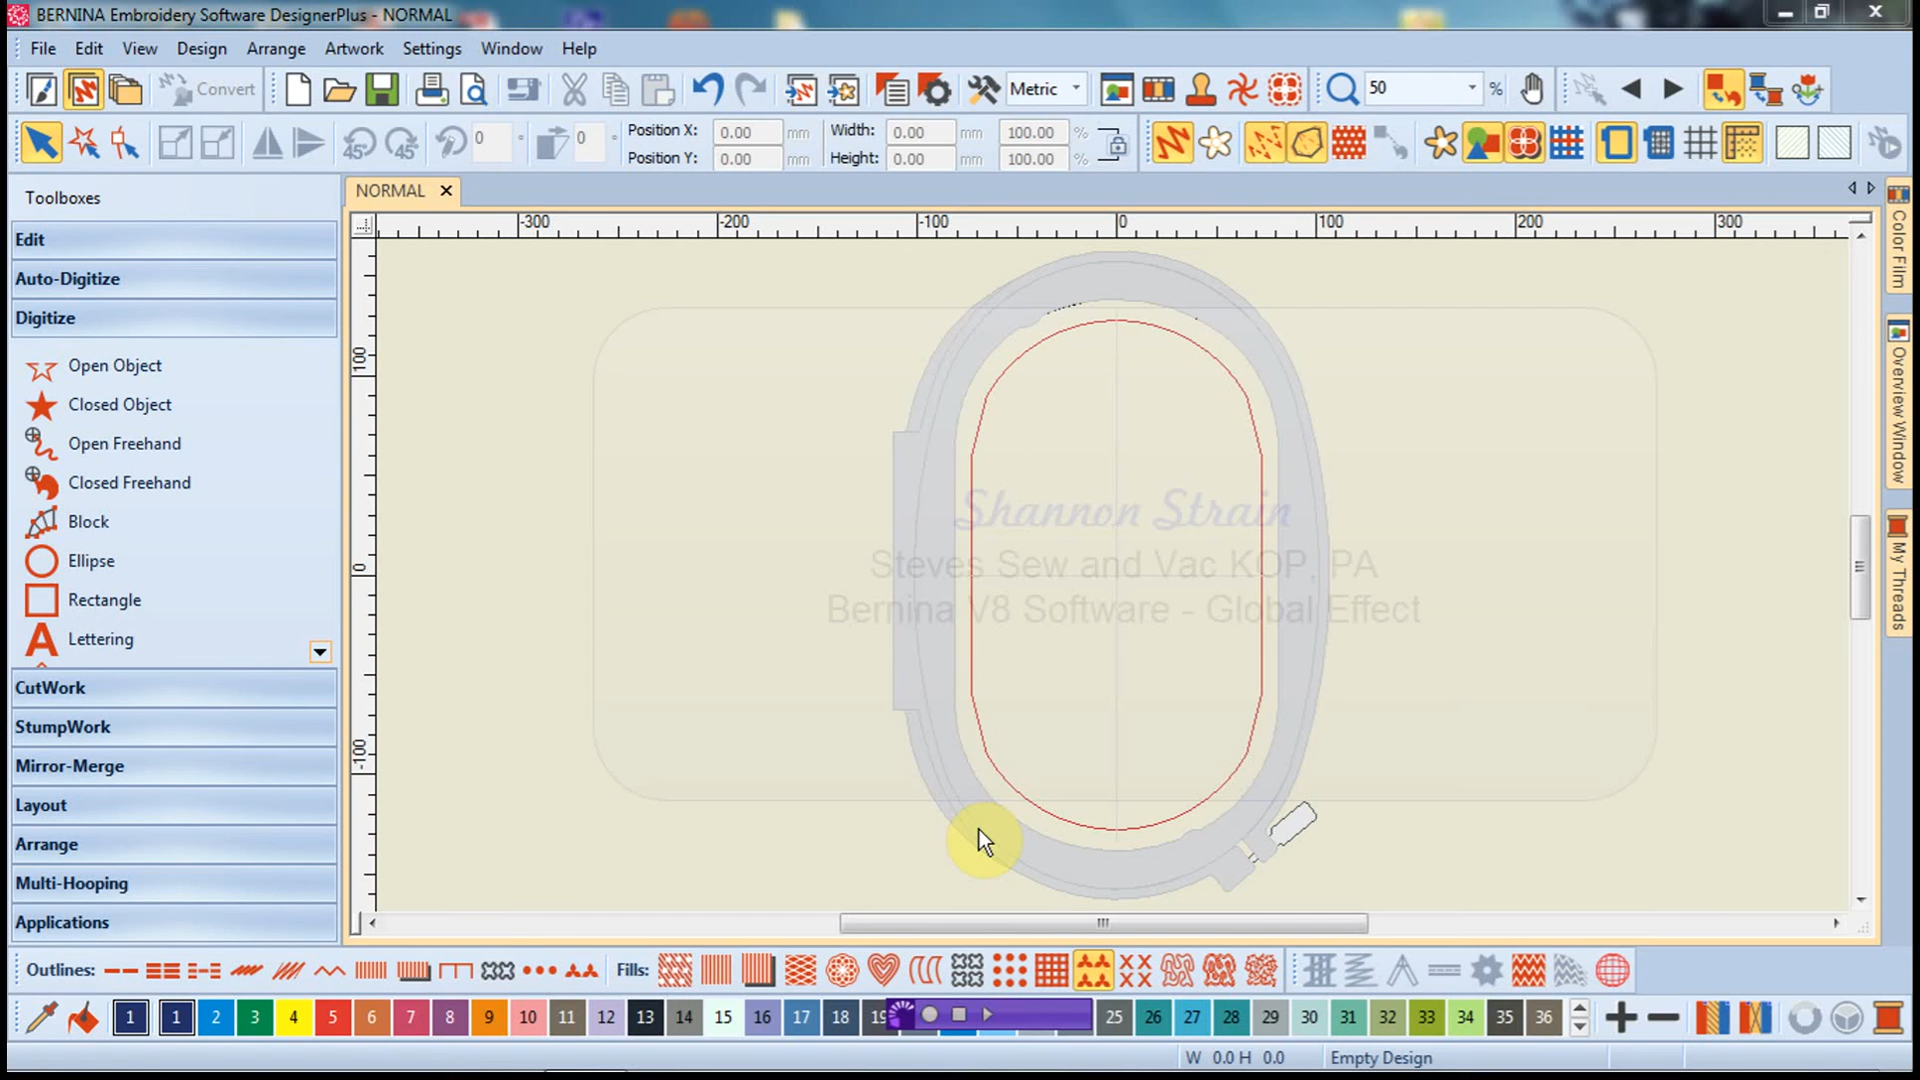 BERNINA Embroidery Software DesignerPlus - NORMAL
File Edit View Design Arrange Artwork Settings Window Help
Convert Metric 50 %
45° 45° 0 ° 0 ° Position X: 0.00 mm Width: 0.00 mm 100.00 %
Position Y: 0.00 mm Height: 0.00 mm 100.00 %
Toolboxes
NORMAL
-300 -200 -100 0 100 200 300
100
0
-100
Edit
Auto-Digitize
Digitize
Open Object
Closed Object
Open Freehand
Closed Freehand
Block
Ellipse
Rectangle
Lettering
CutWork
StumpWork
Mirror-Merge
Layout
Arrange
Multi-Hooping
Applications
Shannon Strain
Steves Sew and Vac KOP, PA
Bernina V8 Software - Global Effect
Color Film
Overview Window
My Threads
Outlines: Fills:
1 1 2 3 4 5 6 7 8 9 10 11 12 13 14 15 16 17 18 19 25 26 27 28 29 30 31 32 33 34 35 36
W 0.0 H 0.0 Empty Design